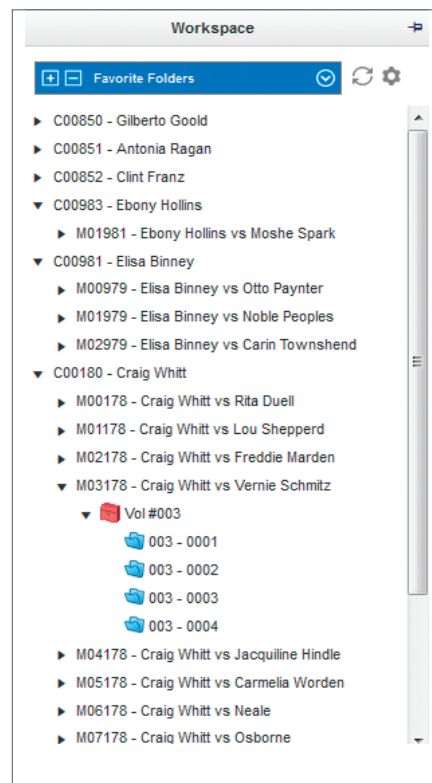 Workspace
Favorite Folders
C00850 - Gilberto Goold
C00851 - Antonia Ragan
C00852 - Clint Franz
C00983 - Ebony Hollins
M01981 - Ebony Hollins vs Moshe Spark
C00981 - Elisa Binney
M00979 - Elisa Binney vs Otto Paynter
M01979 - Elisa Binney vs Noble Peoples
M02979 - Elisa Binney vs Carin Townshend
C00180 - Craig Whitt
M00178 - Craig Whitt vs Rita Duell
M01178 - Craig Whitt vs Lou Shepperd
M02178 - Craig Whitt vs Freddie Marden
M03178 - Craig Whitt vs Vernie Schmitz
Vol #003
003 - 0001
003 - 0002
003 - 0003
003 - 0004
M04178 - Craig Whitt vs Jacquiline Hindle
M05178 - Craig Whitt vs Carmelia Worden
M06178 - Craig Whitt vs Neale
M07178 - Craig Whitt vs Osborne